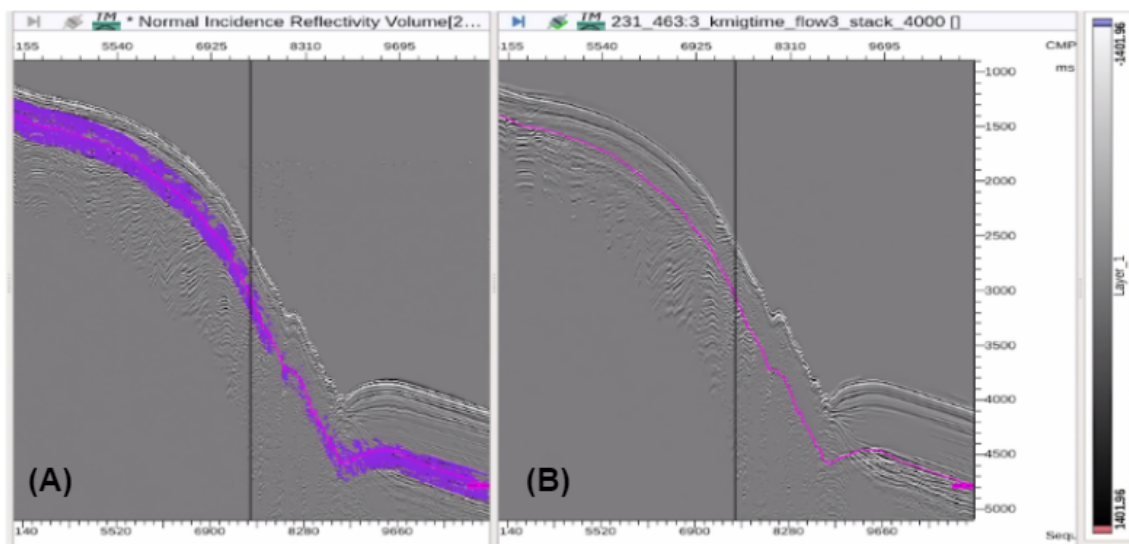 * Normal Incidence Reflectivity Volume[2...
231_463:3_kmigtime_flow3_stack_4000 []
155 5540 6925 8310 9695
5540 6925 8310 9695 CMP
ms
-1401.96
1000
1500
2000
2500
3000
3500
4000
4500
5000
Layer_1
(A)
(B)
1401.96
140 5520 6900 8280 9660
5520 6900 8280 9660 Sequ